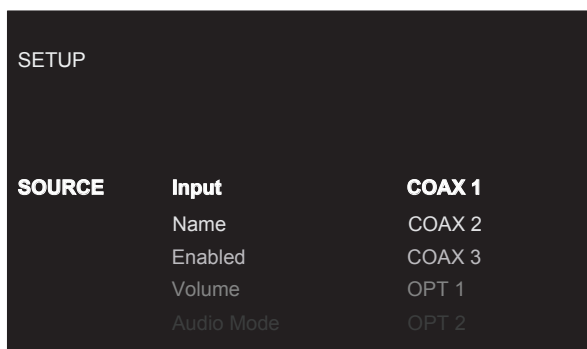 SETUP
SOURCE Input COAX 1
Name COAX 2
Enabled COAX 3
Volume OPT 1
Audio Mode OPT 2